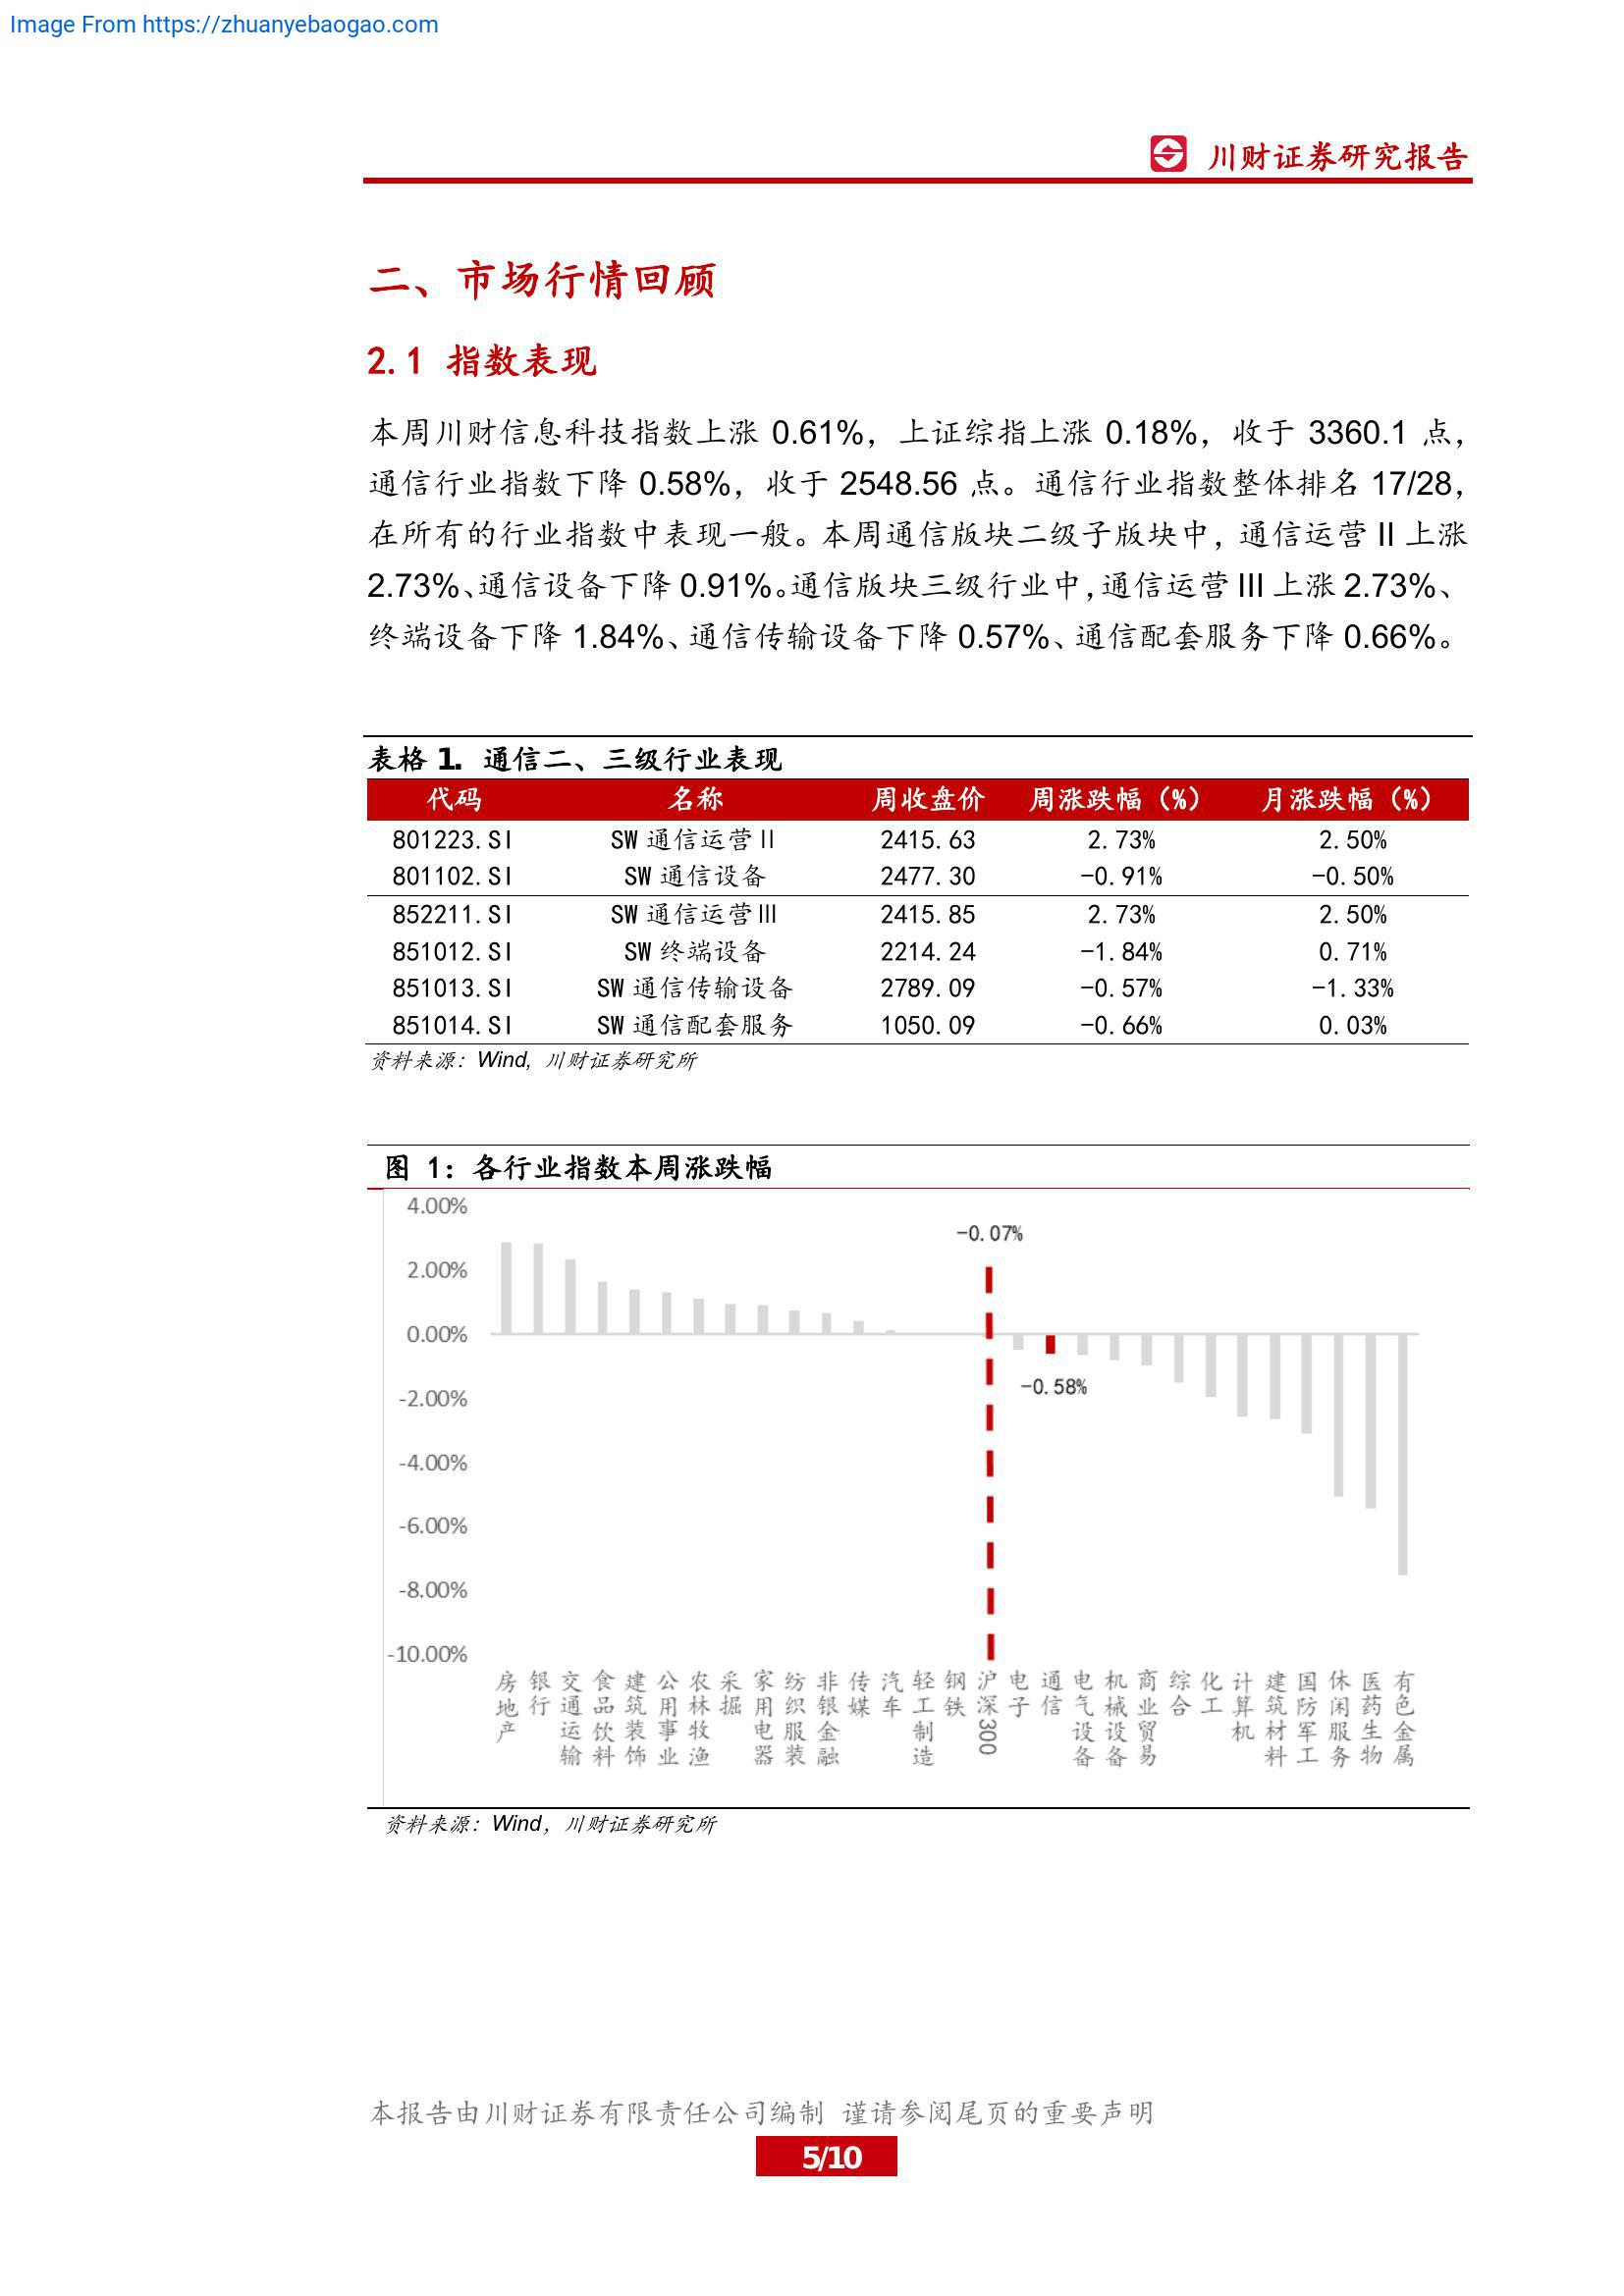 Image From https://zhuanyebaogao.com
川财证券研究报告
二、市场行情回顾
2.1 指数表现
本周川财信息科技指数上涨 0.61%，上证综指上涨 0.18%，收于 3360.1 点，
通信行业指数下降 0.58%，收于 2548.56 点。通信行业指数整体排名 17/28，
在所有的行业指数中表现一般。本周通信版块二级子版块中，通信运营 II 上涨
2.73%、通信设备下降 0.91%。通信版块三级行业中，通信运营 III 上涨 2.73%、
终端设备下降 1.84%、通信传输设备下降 0.57%、通信配套服务下降 0.66%。
表格 1. 通信二、三级行业表现
代码 名称 周收盘价 周涨跌幅（%） 月涨跌幅（%）
801223.SI SW 通信运营Ⅱ 2415.63 2.73% 2.50%
801102.SI SW 通信设备 2477.30 -0.91% -0.50%
852211.SI SW 通信运营Ⅲ 2415.85 2.73% 2.50%
851012.SI SW 终端设备 2214.24 -1.84% 0.71%
851013.SI SW 通信传输设备 2789.09 -0.57% -1.33%
851014.SI SW 通信配套服务 1050.09 -0.66% 0.03%
资料来源：Wind, 川财证券研究所
图 1：各行业指数本周涨跌幅
4.00%
2.00%
0.00%
-2.00%
-4.00%
-6.00%
-8.00%
-10.00%
-0.07%
-0.58%
房地产
银行
交通运输
食品饮料
建筑装饰
公用事业
农林牧渔
采掘
家用电器
纺织服装
非银金融
传媒
汽车
轻工制造
钢铁
沪深300
电子
通信
电气设备
机械设备
商业贸易
综合
化工
计算机
建筑材料
国防军工
休闲服务
医药生物
有色金属
资料来源：Wind，川财证券研究所
本报告由川财证券有限责任公司编制 谨请参阅尾页的重要声明
5/10